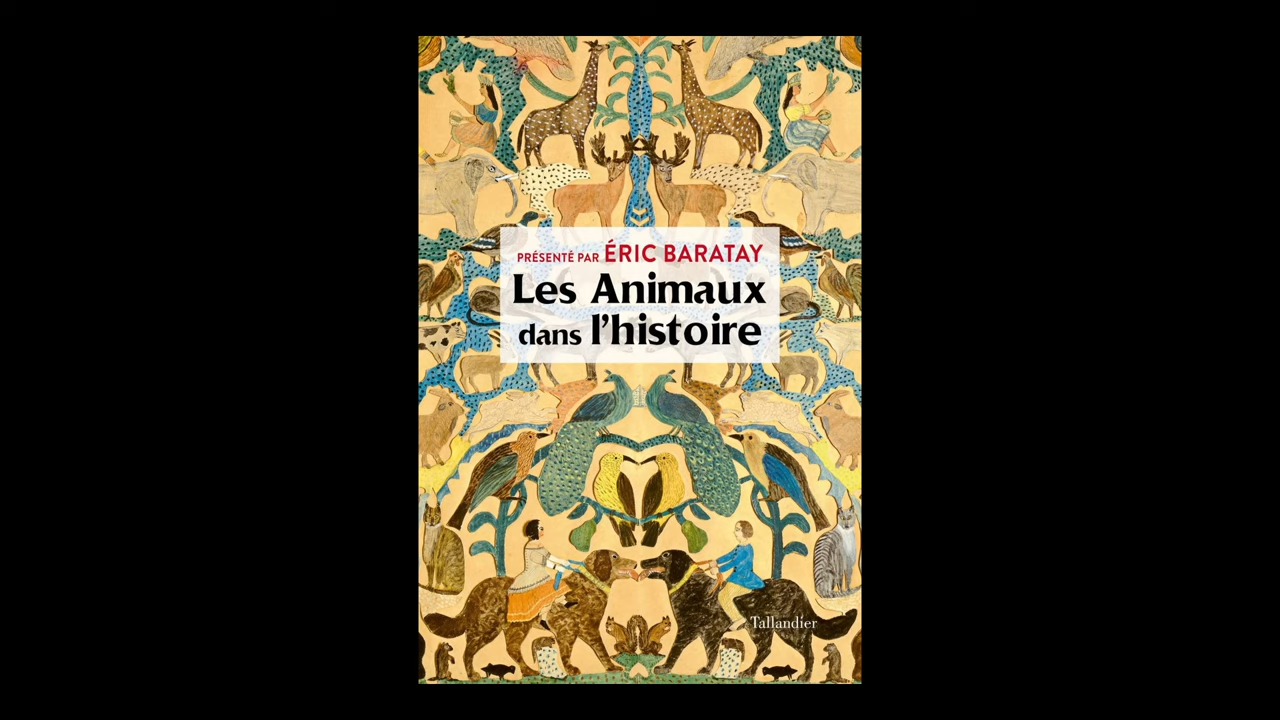 PRÉSENTÉ PAR ÉRIC BARATAY
Les Animaux
dans l'histoire
Tallandier